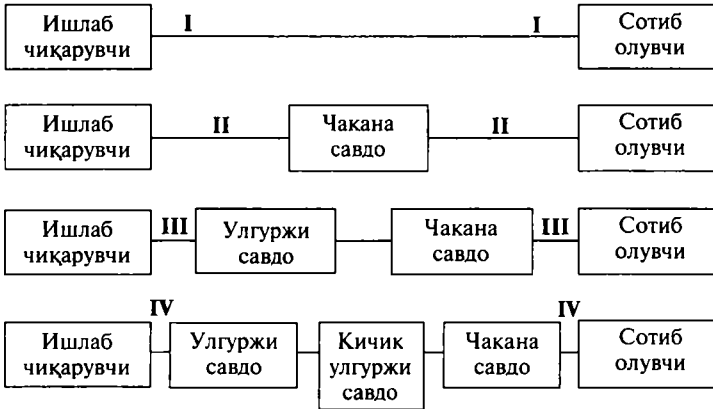 Ишлаб
чиқарувчи
I
I
Сотиб
олувчи
Ишлаб
чиқарувчи
II
Чакана
савдо
II
Сотиб
олувчи
Ишлаб
чиқарувчи
III
Улгуржи
савдо
Чакана
савдо
III
Сотиб
олувчи
Ишлаб
чиқарувчи
IV
Улгуржи
савдо
Кичик
улгуржи
савдо
Чакана
савдо
IV
Сотиб
олувчи